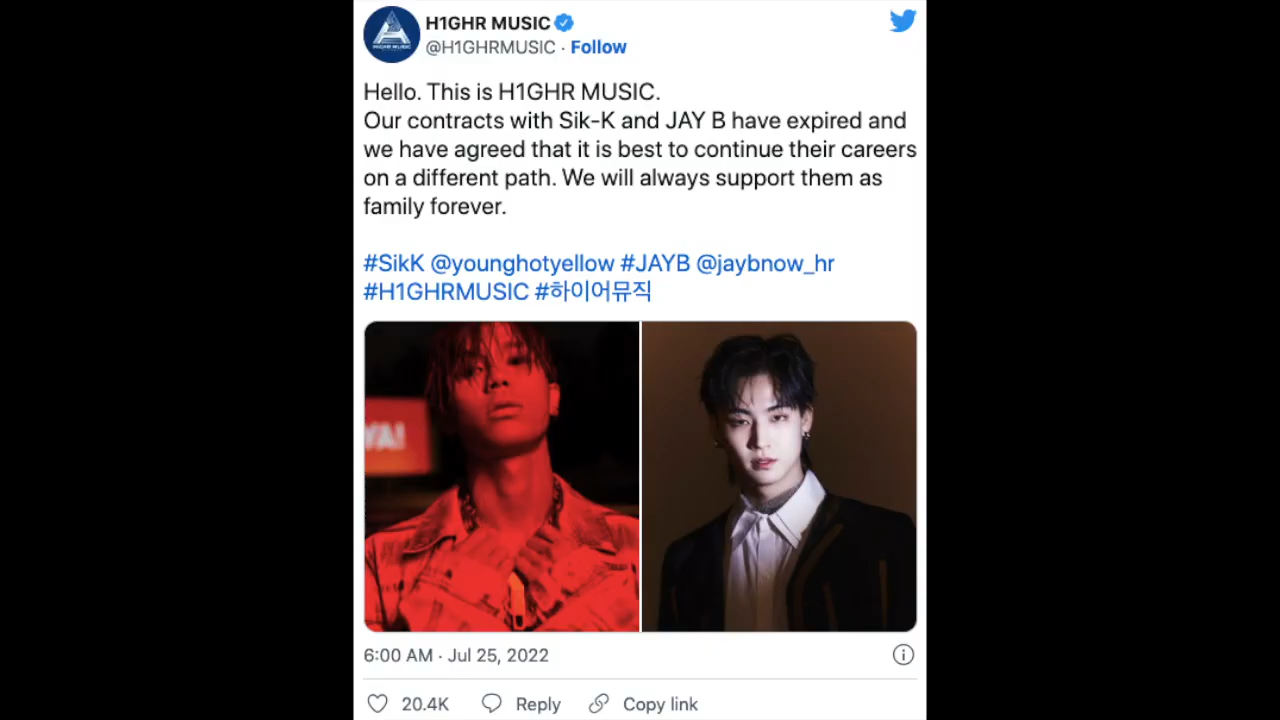 H1GHR MUSIC
@H1GHRMUSIC · Follow
Hello. This is H1GHR MUSIC.
Our contracts with Sik-K and JAY B have expired and
we have agreed that it is best to continue their careers
on a different path. We will always support them as
family forever.
#SikK @younghotyellow #JAYB @jaybnow_hr
#H1GHRMUSIC #하이어뮤직
YA!
6:00 AM · Jul 25, 2022
20.4K Reply Copy link